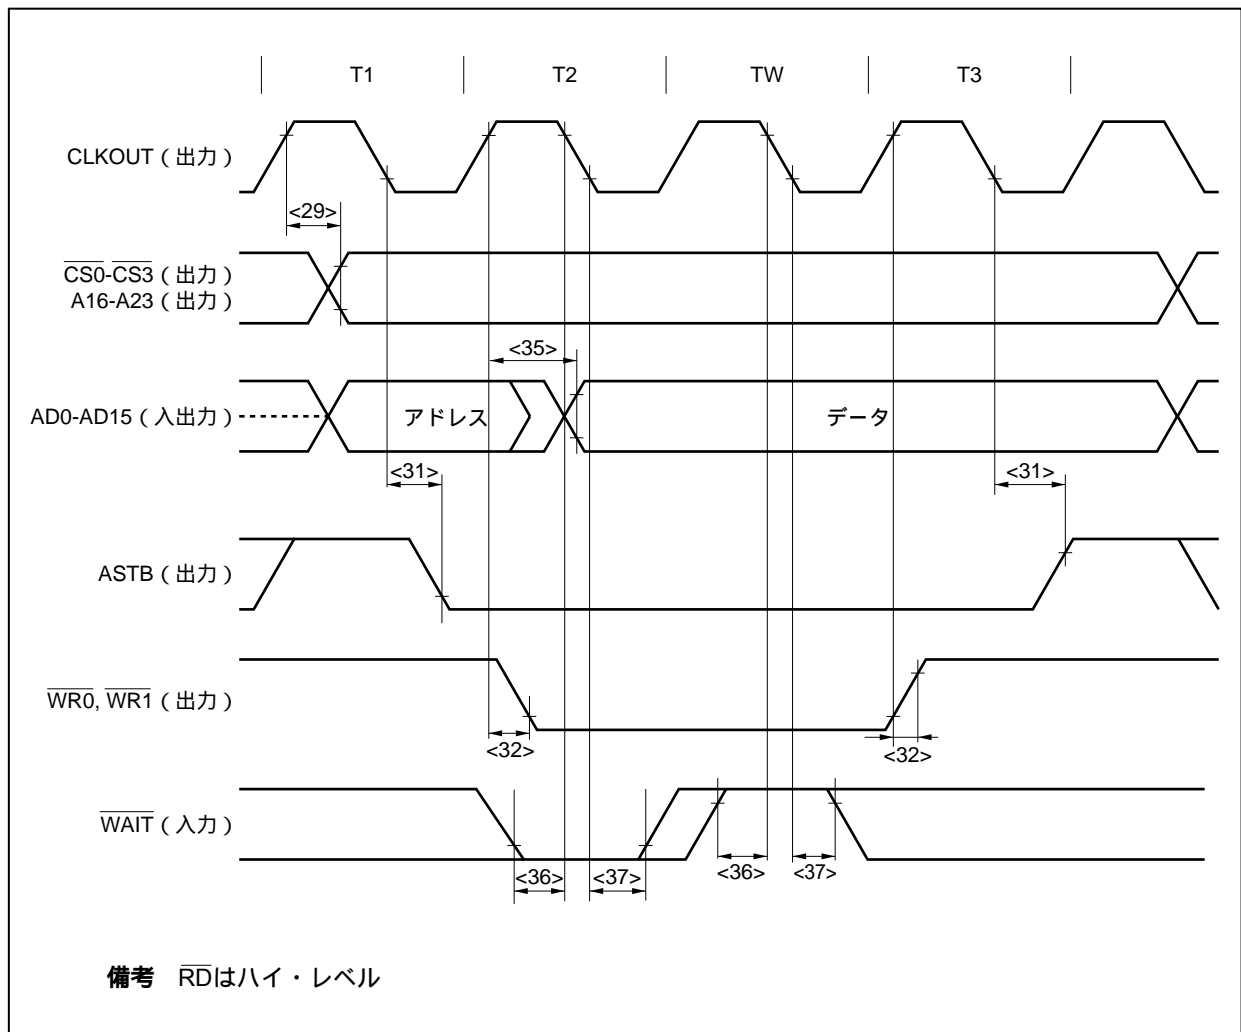 T1 T2 TW T3
CLKOUT（出力）
<29>
CS0-CS3（出力）
A16-A23（出力）
<35>
AD0-AD15（入出力）
アドレス
データ
<31>
<31>
ASTB（出力）
WR0, WR1（出力）
<32>
<32>
WAIT（入力）
<36>
<37>
<36>
<37>
備考 RDはハイ・レベル